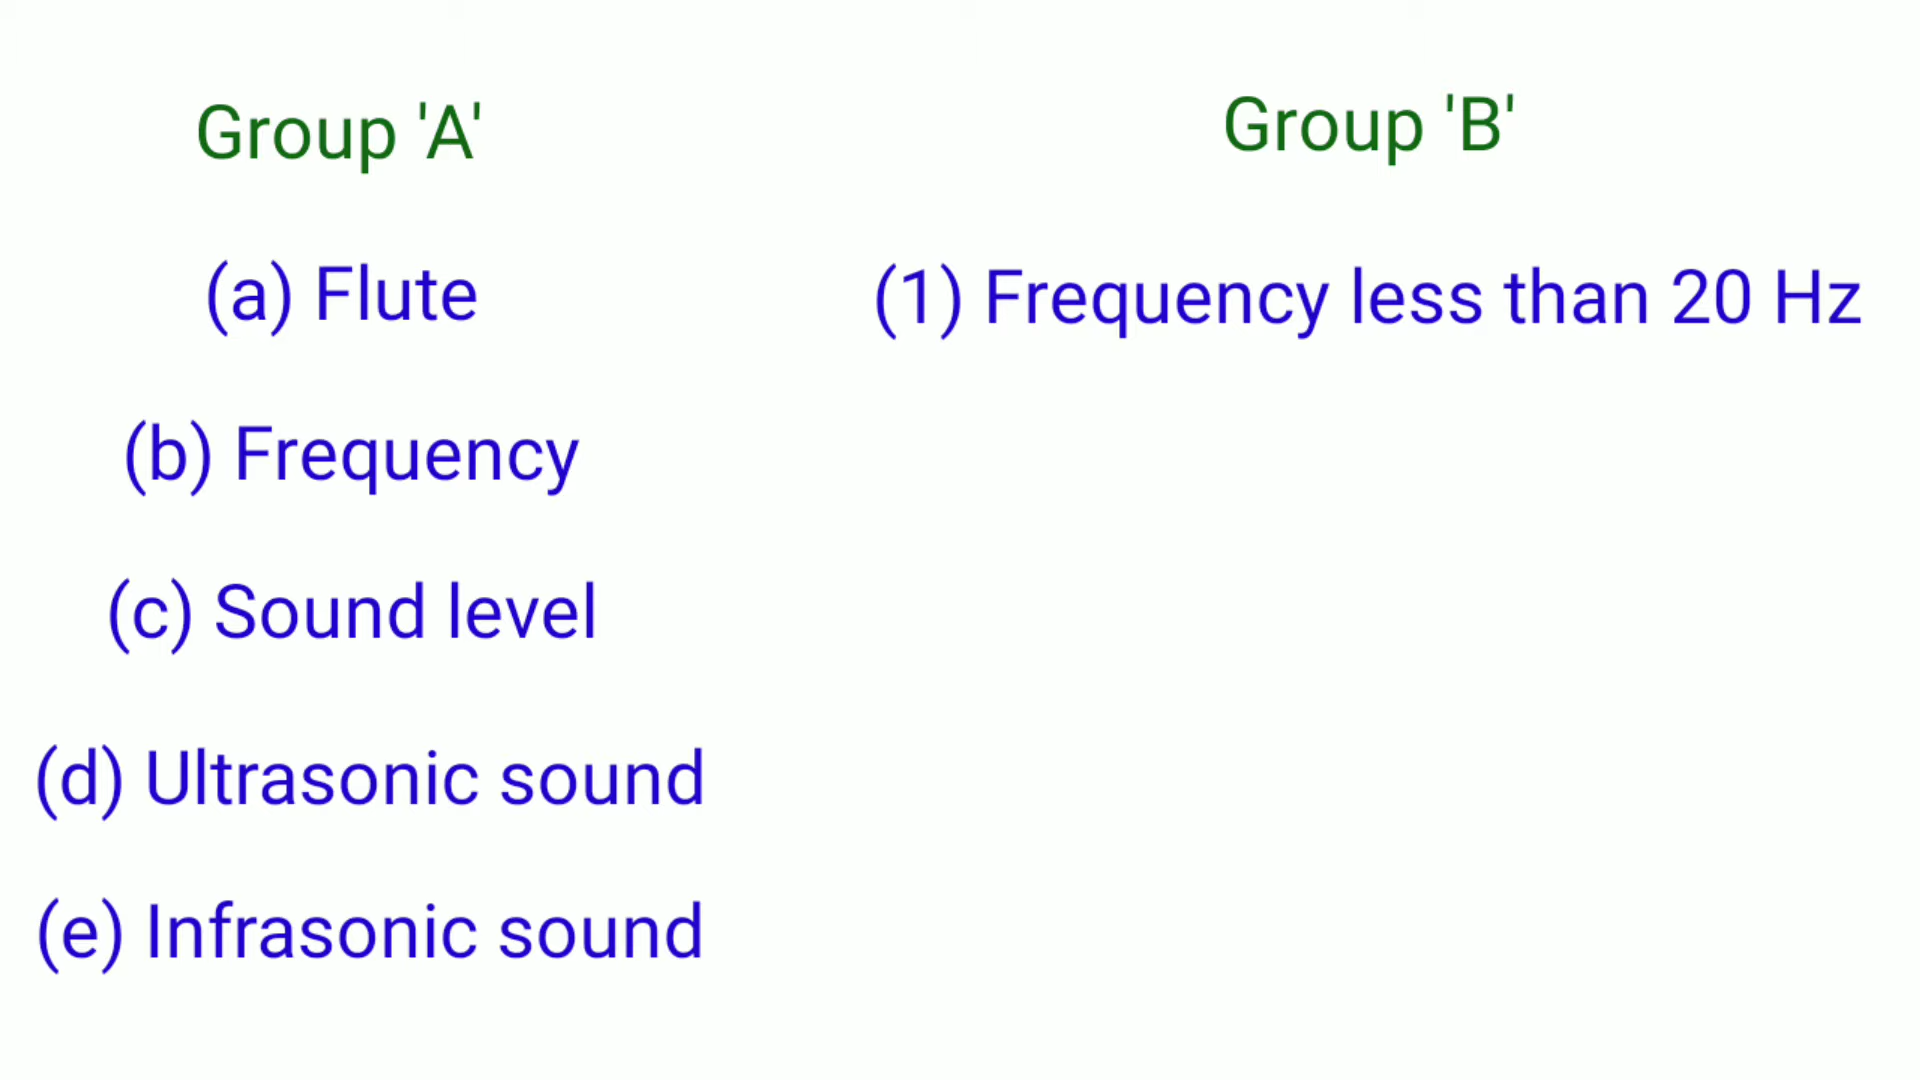 Group 'A'
Group 'B'
(a) Flute
(1) Frequency less than 20 Hz
(b) Frequency
(c) Sound level
(d) Ultrasonic sound
(e) Infrasonic sound